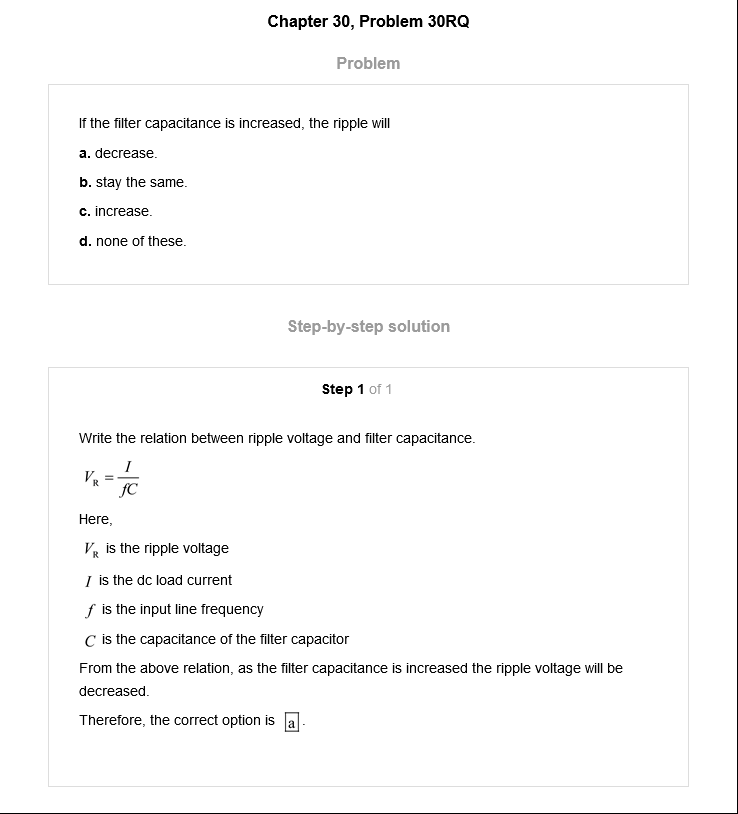 Chapter 30, Problem 30RQ
Problem
If the filter capacitance is increased, the ripple will
a. decrease.
b. stay the same.
c. increase.
d. none of these.
Step-by-step solution
Step 1 of 1
Write the relation between ripple voltage and filter capacitance.
V_R = I/fC
Here,
V_R is the ripple voltage
I is the dc load current
f is the input line frequency
C is the capacitance of the filter capacitor
From the above relation, as the filter capacitance is increased the ripple voltage will be
decreased.
Therefore, the correct option is a.